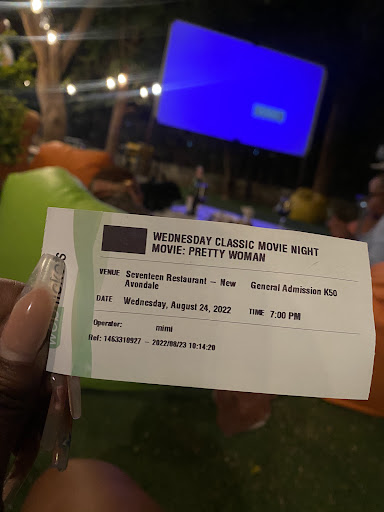 WEDNESDAY CLASSIC MOVIE NIGHT
MOVIE: PRETTY WOMAN
VENUE Seventeen Restaurant – New Avondale
General Admission K50
DATE Wednesday, August 24, 2022 TIME 7:00 PM
Operator: mimi
Ref: 1463310927 – 2022/08/23 10:14:20